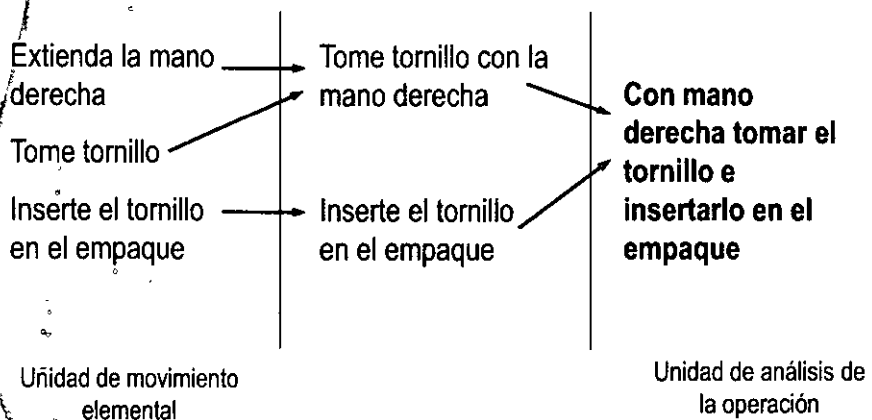 Extienda la mano
derecha
Tome tornillo
Inserte el tornillo
en el empaque
Tome tornillo con la
mano derecha
Inserte el tornillo
en el empaque
Con mano
derecha tomar el
tornillo e
insertarlo en el
empaque
Unidad de movimiento
elemental
Unidad de análisis de
la operación